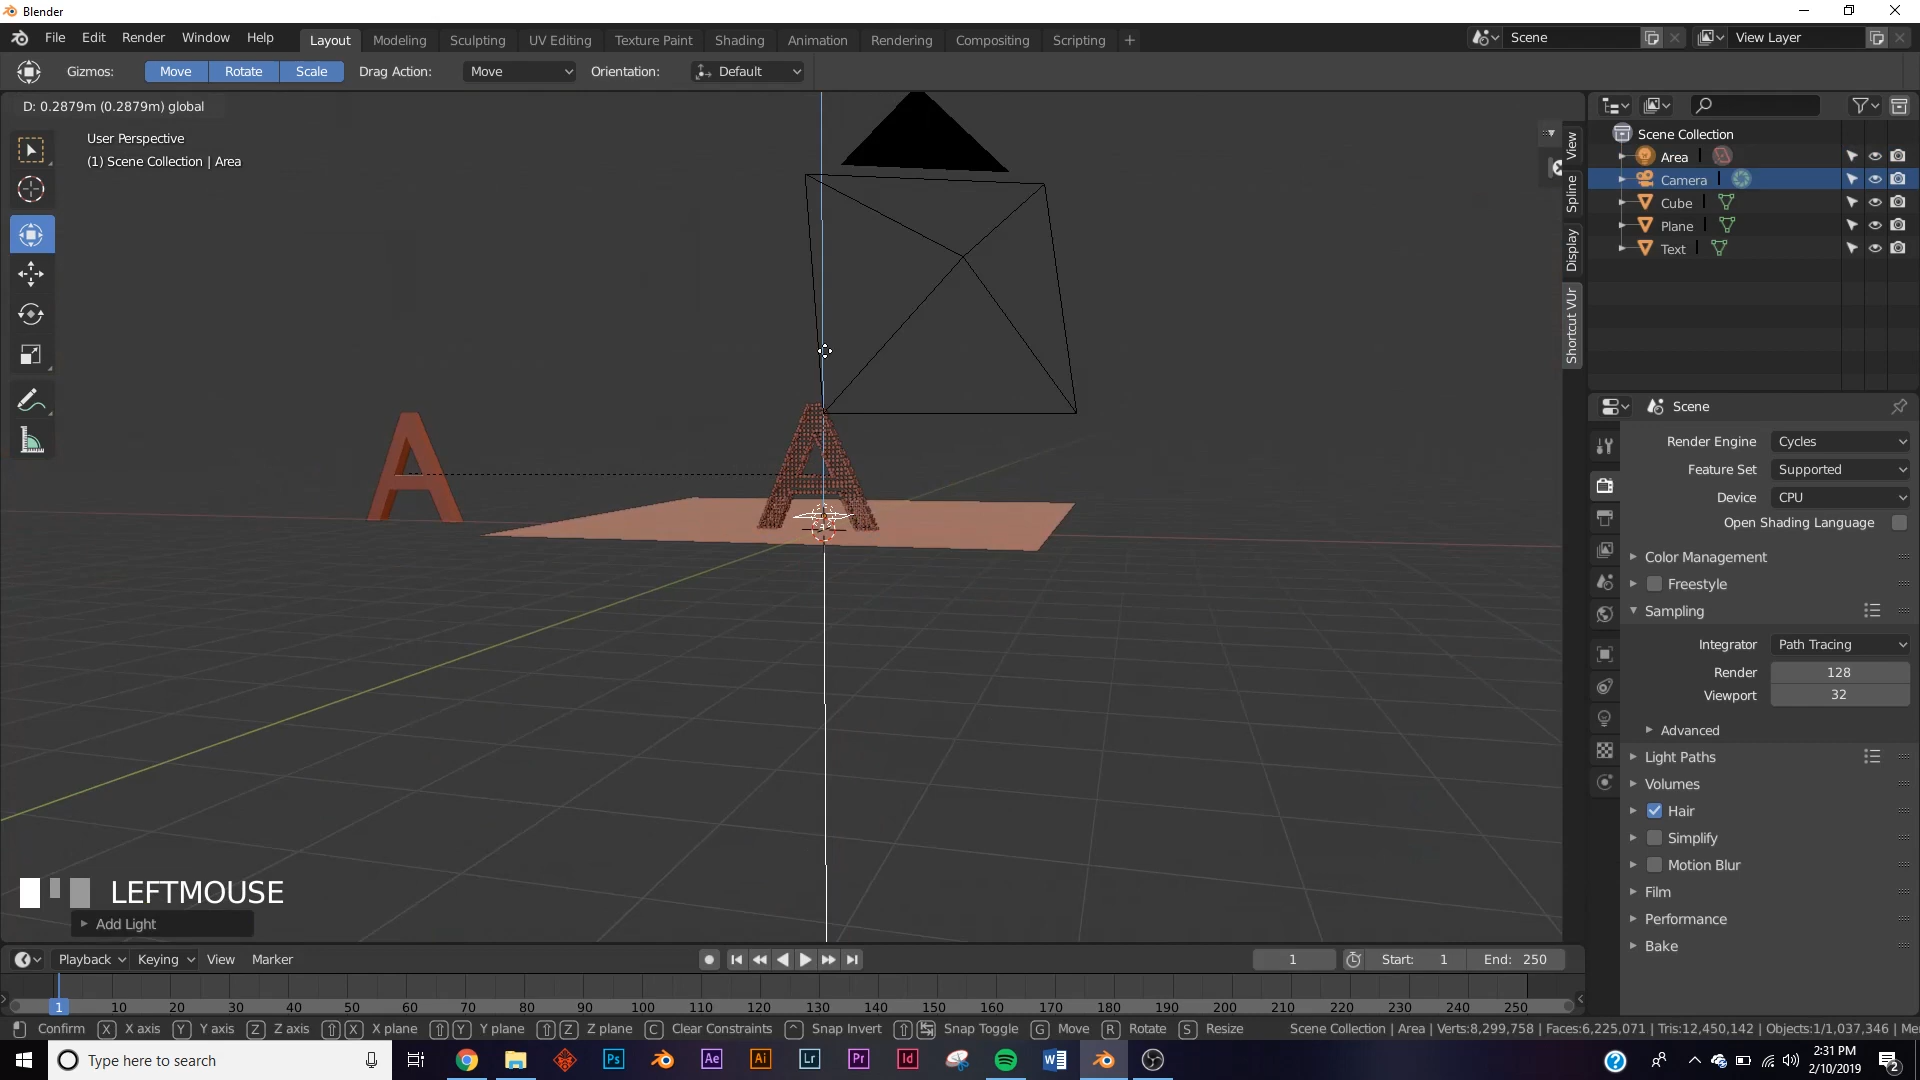 Blender
File Edit Render Window Help Layout Modeling Sculpting UV Editing Texture Paint Shading Animation Rendering Compositing Scripting + Scene View Layer
Gizmos: Move Rotate Scale Drag Action: Move Orientation: Default
D: 0.2879m (0.2879m) global
User Perspective
(1) Scene Collection | Area
View
Spline
Display
Shortcut VUr
Scene Collection
Area
Camera
Cube
Plane
Text
Scene
Render Engine Cycles
Feature Set Supported
Device CPU
Open Shading Language
Color Management
Freestyle
Sampling
Integrator Path Tracing
Render 128
Viewport 32
Advanced
Light Paths
Volumes
Hair
Simplify
Motion Blur
Film
Performance
Bake
A
A
LEFTMOUSE
Add Light
Playback Keying View Marker 1 Start: 1 End: 250
1 10 20 30 40 50 60 70 80 90 100 110 120 130 140 150 160 170 180 190 200 210 220 230 240 250
Confirm X X axis Y Y axis Z Z axis X X plane Y Y plane Z Z plane C Clear Constraints ^ Snap Invert Snap Toggle G Move R Rotate S Resize Scene Collection | Area | Verts:8,299,758 | Faces:6,225,071 | Tris:12,450,142 | Objects:1/1,037,346 | Me
Type here to search Ps Ae Ai Lr Pr Id 2:31 PM
2/10/2019 2